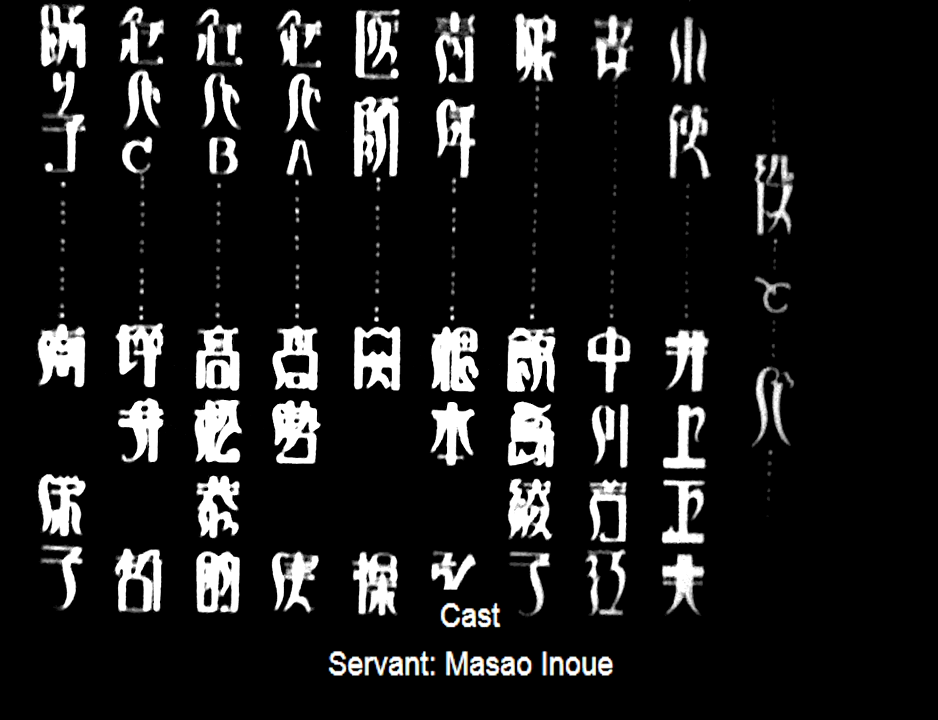 役と人
小使 井上正夫
妻 中川芳江
娘 飯島綾子
青年 根本弘
医師 関操
狂人A 高勢実
狂人B 高松恭助
狂人C 坪井哲
踊り子 南栄子
Cast
Servant: Masao Inoue